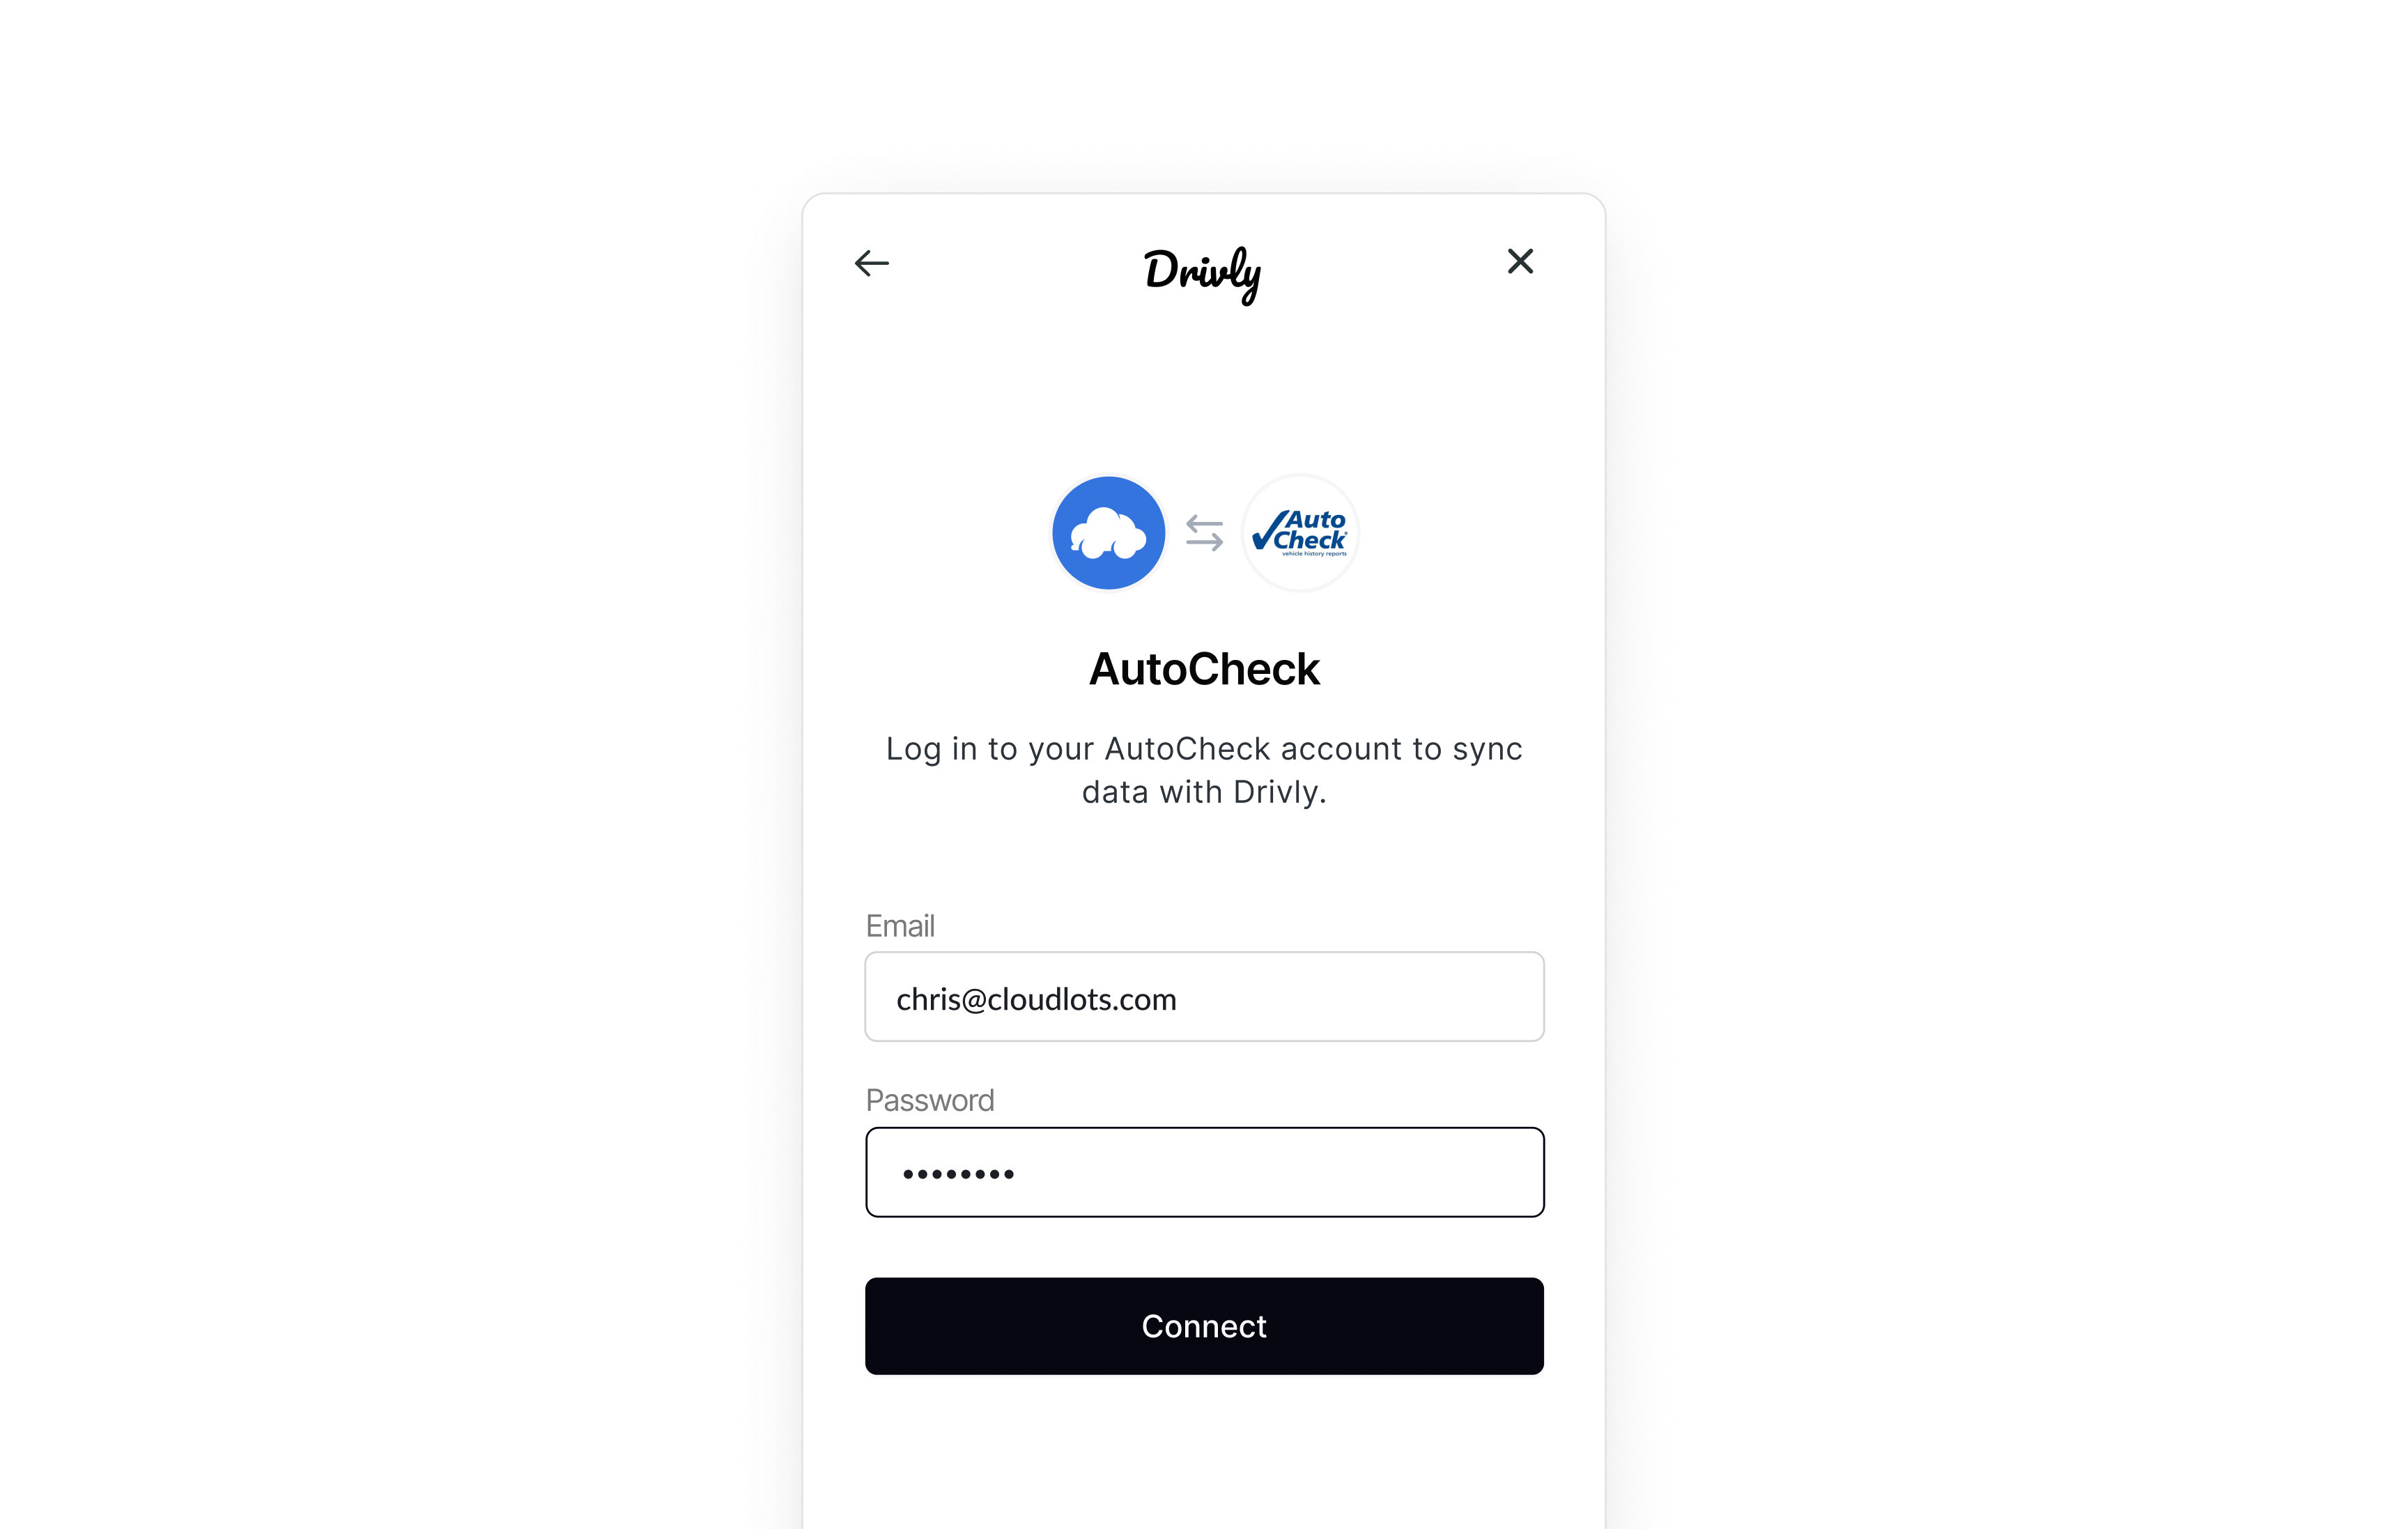 Drivly
Auto
Check®
vehicle history reports
AutoCheck
Log in to your AutoCheck account to sync
data with Drivly.
Email
chris@cloudlots.com
Password
••••••••
Connect